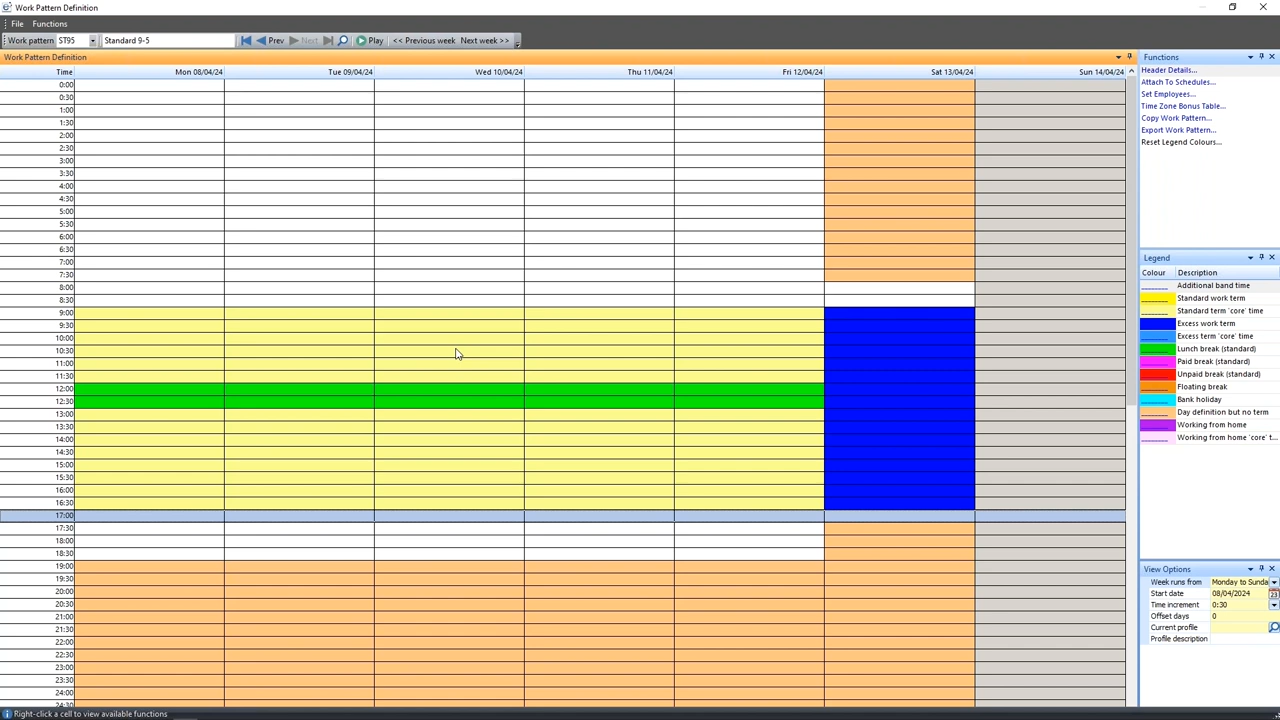 Work Pattern Definition
File Functions
Work pattern ST95 Standard 9-5 Prev Next Play << Previous week Next week >>
Work Pattern Definition
Time Mon 08/04/24 Tue 09/04/24 Wed 10/04/24 Thu 11/04/24 Fri 12/04/24 Sat 13/04/24 Sun 14/04/24
0:00
0:30
1:00
1:30
2:00
2:30
3:00
3:30
4:00
4:30
5:00
5:30
6:00
6:30
7:00
7:30
8:00
8:30
9:00
9:30
10:00
10:30
11:00
11:30
12:00
12:30
13:00
13:30
14:00
14:30
15:00
15:30
16:00
16:30
17:00
17:30
18:00
18:30
19:00
19:30
20:00
20:30
21:00
21:30
22:00
22:30
23:00
23:30
24:00
24:30
Functions
Header Details...
Attach To Schedules...
Set Employees...
Time Zone Bonus Table...
Copy Work Pattern...
Export Work Pattern...
Reset Legend Colours...
Legend
Colour Description
Additional band time
Standard work term
Standard term 'core' time
Excess work term
Excess term 'core' time
Lunch break (standard)
Paid break (standard)
Unpaid break (standard)
Floating break
Bank holiday
Day definition but no term
Working from home
Working from home 'core' t...
View Options
Week runs from Monday to Sunda
Start date 08/04/2024 23
Time increment 0:30
Offset days 0
Current profile
Profile description
Right-click a cell to view available functions